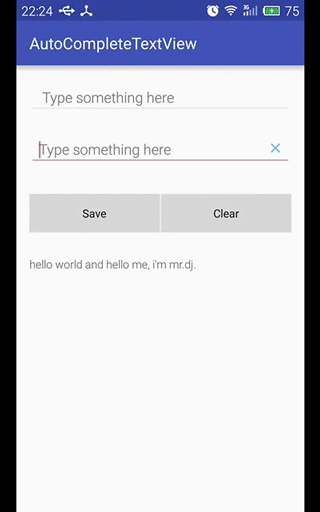 22:24 3G 75
AutoCompleteTextView
Type something here
Type something here
Save Clear
hello world and hello me, i'm mr.dj.